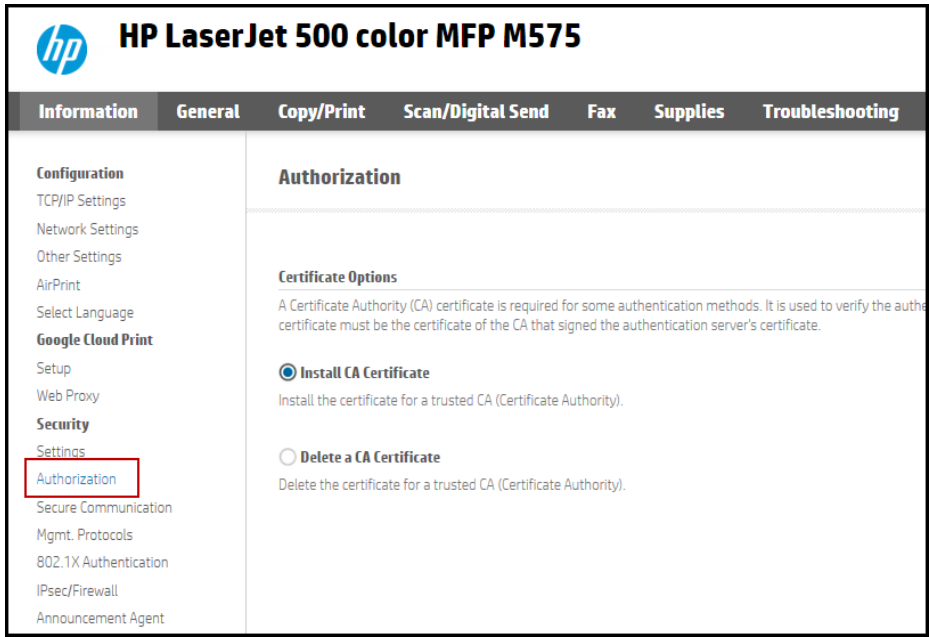 hp
HP LaserJet 500 color MFP M575
Information General Copy/Print Scan/Digital Send Fax Supplies Troubleshooting
Configuration
TCP/IP Settings
Network Settings
Other Settings
AirPrint
Select Language
Google Cloud Print
Setup
Web Proxy
Security
Settings
Authorization
Secure Communication
Mgmt. Protocols
802.1X Authentication
IPsec/Firewall
Announcement Agent
Authorization
Certificate Options
A Certificate Authority (CA) certificate is required for some authentication methods. It is used to verify the
certificate must be the certificate of the CA that signed the authentication server's certificate.
Install CA Certificate
Install the certificate for a trusted CA (Certificate Authority).
Delete a CA Certificate
Delete the certificate for a trusted CA (Certificate Authority).